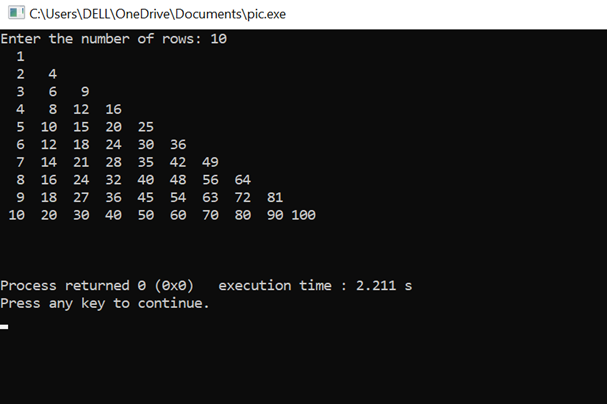 C:\Users\DELL\OneDrive\Documents\pic.exe
Enter the number of rows: 10
  1
  2   4
  3   6   9
  4   8  12  16
  5  10  15  20  25
  6  12  18  24  30  36
  7  14  21  28  35  42  49
  8  16  24  32  40  48  56  64
  9  18  27  36  45  54  63  72  81
 10  20  30  40  50  60  70  80  90 100
Process returned 0 (0x0)   execution time : 2.211 s
Press any key to continue.